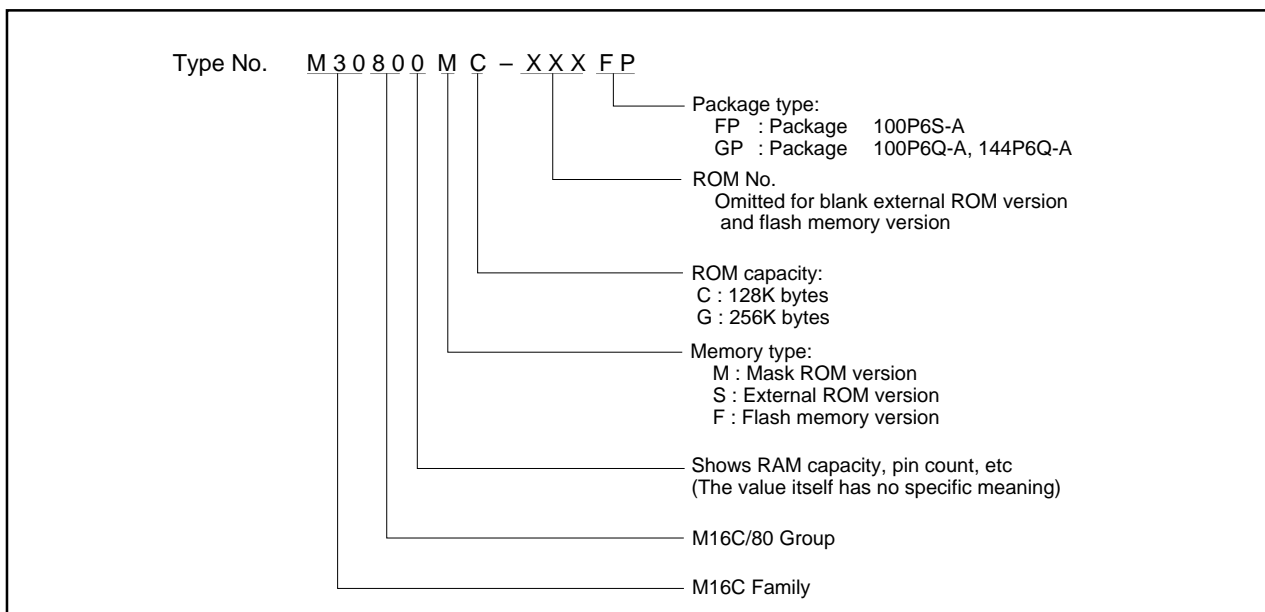 Type No. M 3 0 8 0 0 M C – X X X F P
Package type:
FP : Package 100P6S-A
GP : Package 100P6Q-A, 144P6Q-A
ROM No.
Omitted for blank external ROM version
and flash memory version
ROM capacity:
C : 128K bytes
G : 256K bytes
Memory type:
M : Mask ROM version
S : External ROM version
F : Flash memory version
Shows RAM capacity, pin count, etc
(The value itself has no specific meaning)
M16C/80 Group
M16C Family